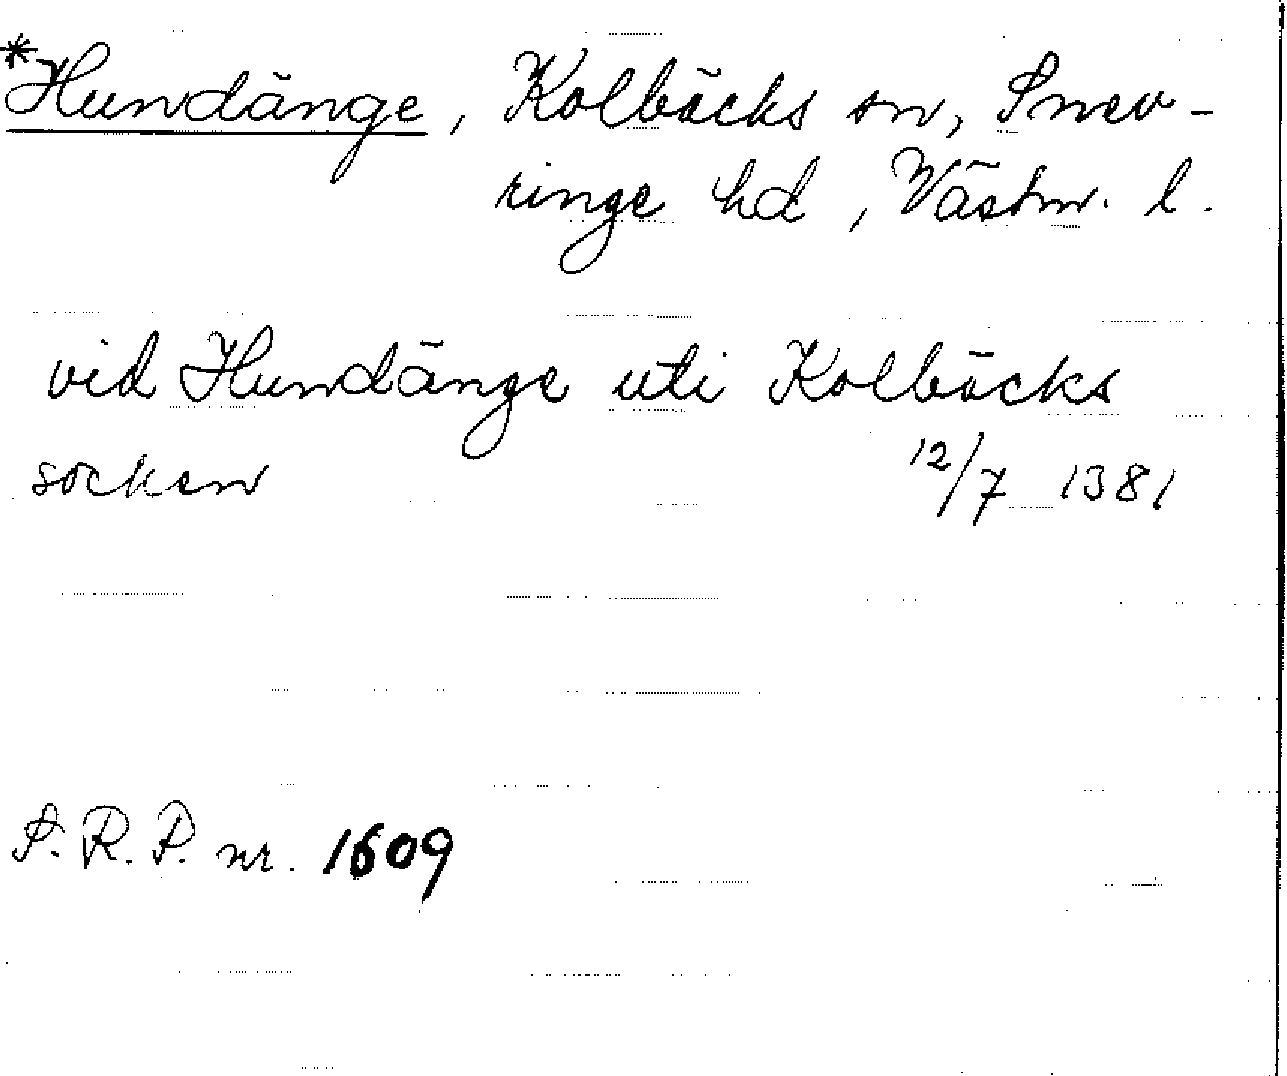 *Hundänge, Kolbäcks sn, Snev-
ringe hd, Västm. l.
vid Hundänge uti Kolbäcks
socken 12/7 1381
S.R.P. nr. 1609